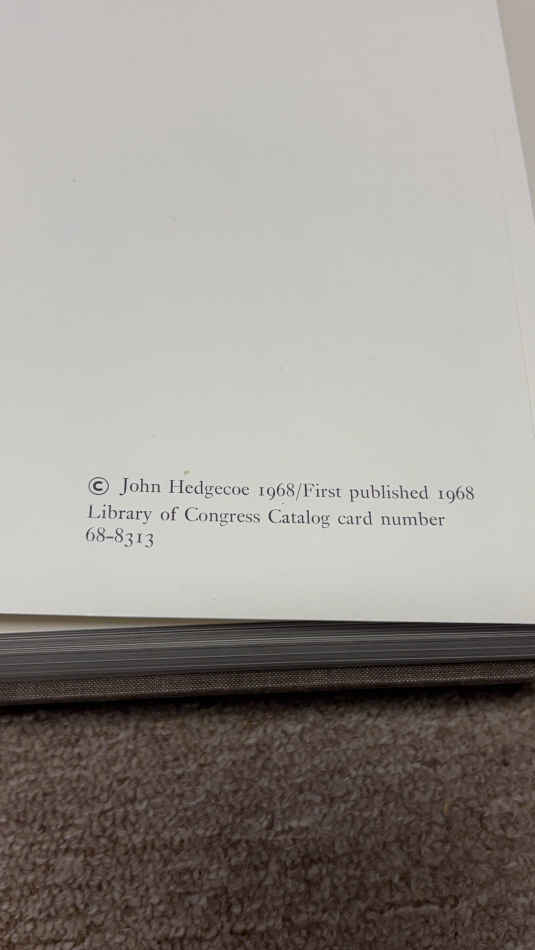 © John Hedgecoe 1968/First published 1968
Library of Congress Catalog card number
68-8313